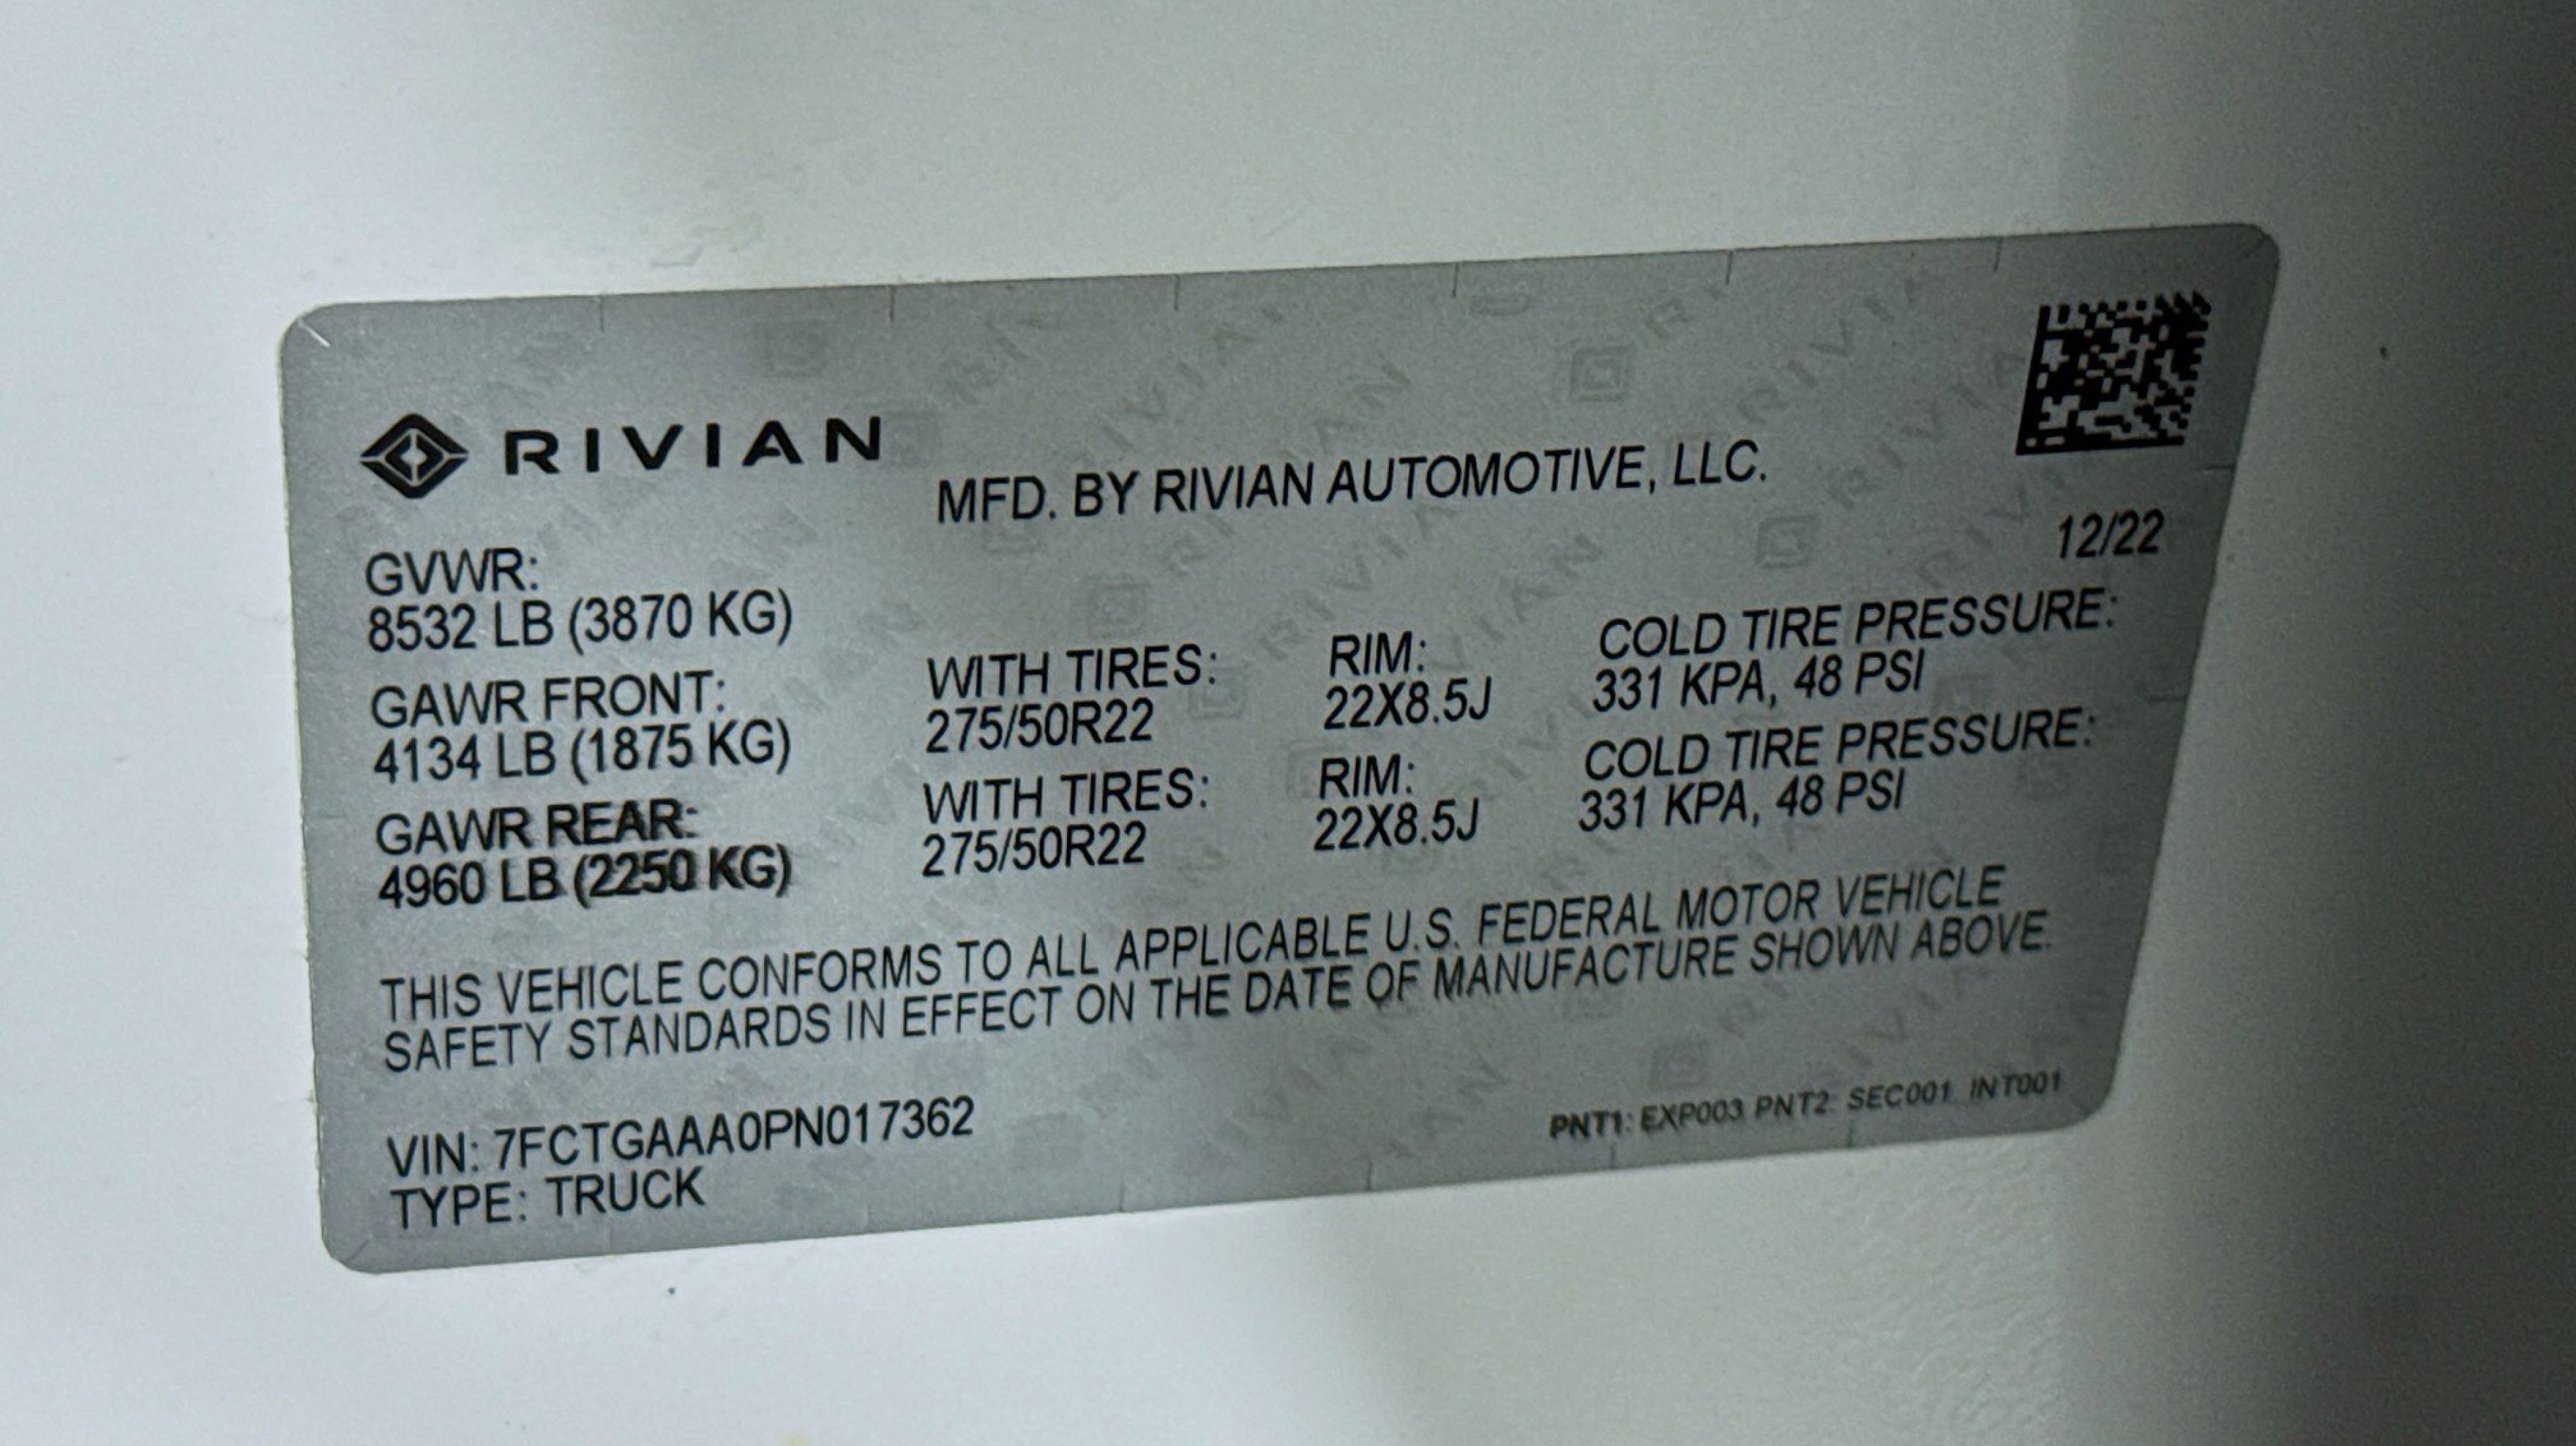 RIVIAN
MFD. BY RIVIAN AUTOMOTIVE, LLC.
12/22
GVWR:
8532 LB (3870 KG)
GAWR FRONT:
4134 LB (1875 KG)
WITH TIRES:
275/50R22
RIM:
22X8.5J
COLD TIRE PRESSURE:
331 KPA, 48 PSI
GAWR REAR:
4960 LB (2250 KG)
WITH TIRES:
275/50R22
RIM:
22X8.5J
COLD TIRE PRESSURE:
331 KPA, 48 PSI
THIS VEHICLE CONFORMS TO ALL APPLICABLE U.S. FEDERAL MOTOR VEHICLE
SAFETY STANDARDS IN EFFECT ON THE DATE OF MANUFACTURE SHOWN ABOVE.
VIN: 7FCTGAAA0PN017362
TYPE: TRUCK
PNT1: EXP003 PNT2: SEC001 INT001